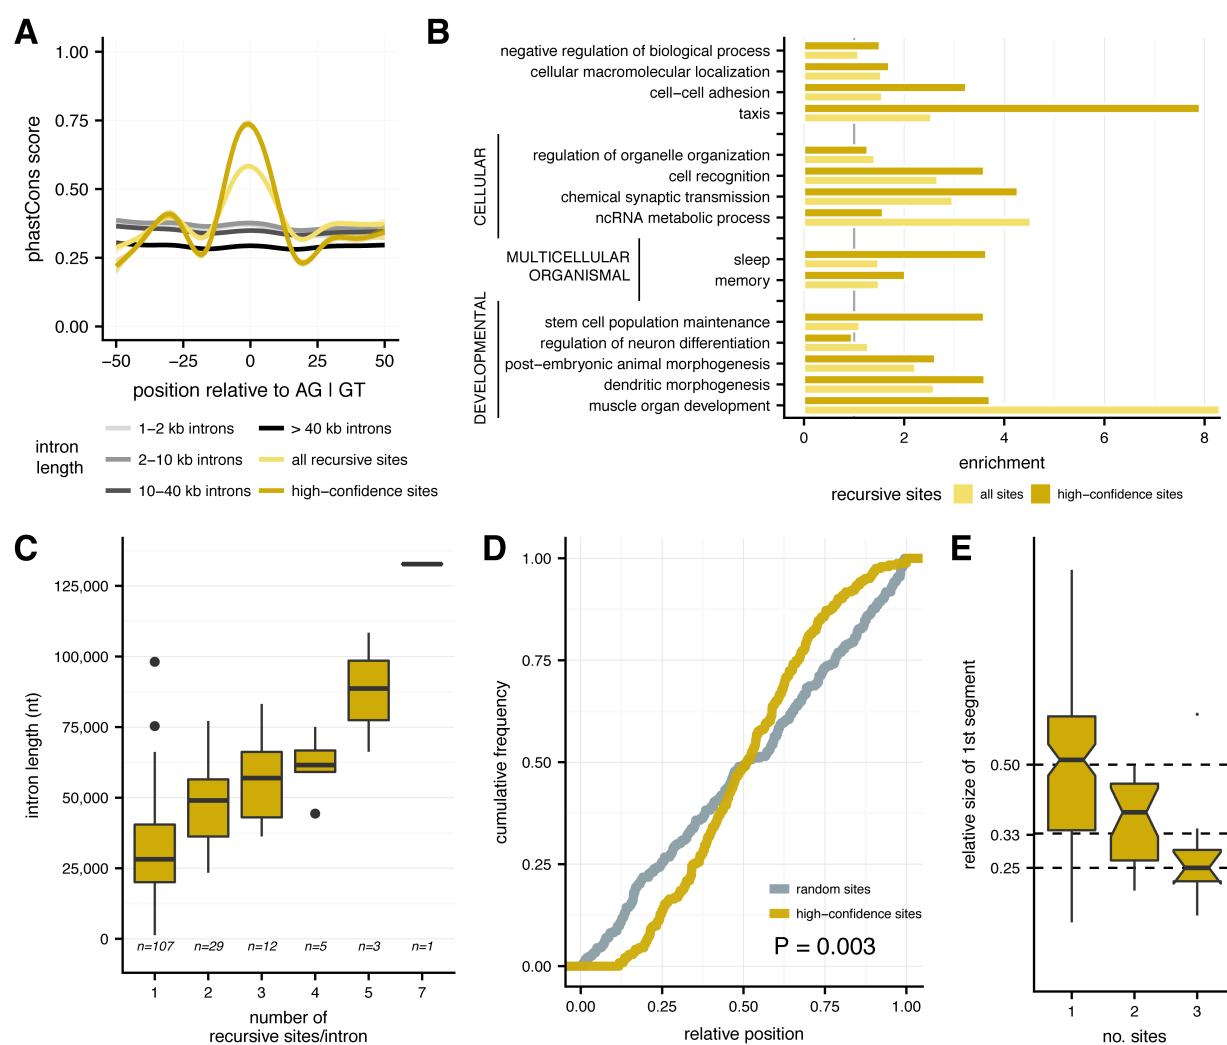 A
1.00
0.75
0.50
0.25
0.00
phastCons score
−50
−25
0
25
50
position relative to AG | GT
intron
length
1−2 kb introns
> 40 kb introns
2−10 kb introns
all recursive sites
10−40 kb introns
high−confidence sites
B
negative regulation of biological process
cellular macromolecular localization
cell−cell adhesion
taxis
CELLULAR
regulation of organelle organization
cell recognition
chemical synaptic transmission
ncRNA metabolic process
MULTICELLULAR
ORGANISMAL
sleep
memory
DEVELOPMENTAL
stem cell population maintenance
regulation of neuron differentiation
post−embryonic animal morphogenesis
dendritic morphogenesis
muscle organ development
0
2
4
6
8
enrichment
recursive sites
all sites
high−confidence sites
C
125,000
100,000
75,000
50,000
25,000
0
intron length (nt)
n=107
n=29
n=12
n=5
n=3
n=1
1
2
3
4
5
7
number of
recursive sites/intron
D
1.00
0.75
0.50
0.25
0.00
cumulative frequency
random sites
high−confidence sites
P = 0.003
0.00
0.25
0.50
0.75
1.00
relative position
E
0.50
0.33
0.25
relative size of 1st segment
1
2
3
no. sites